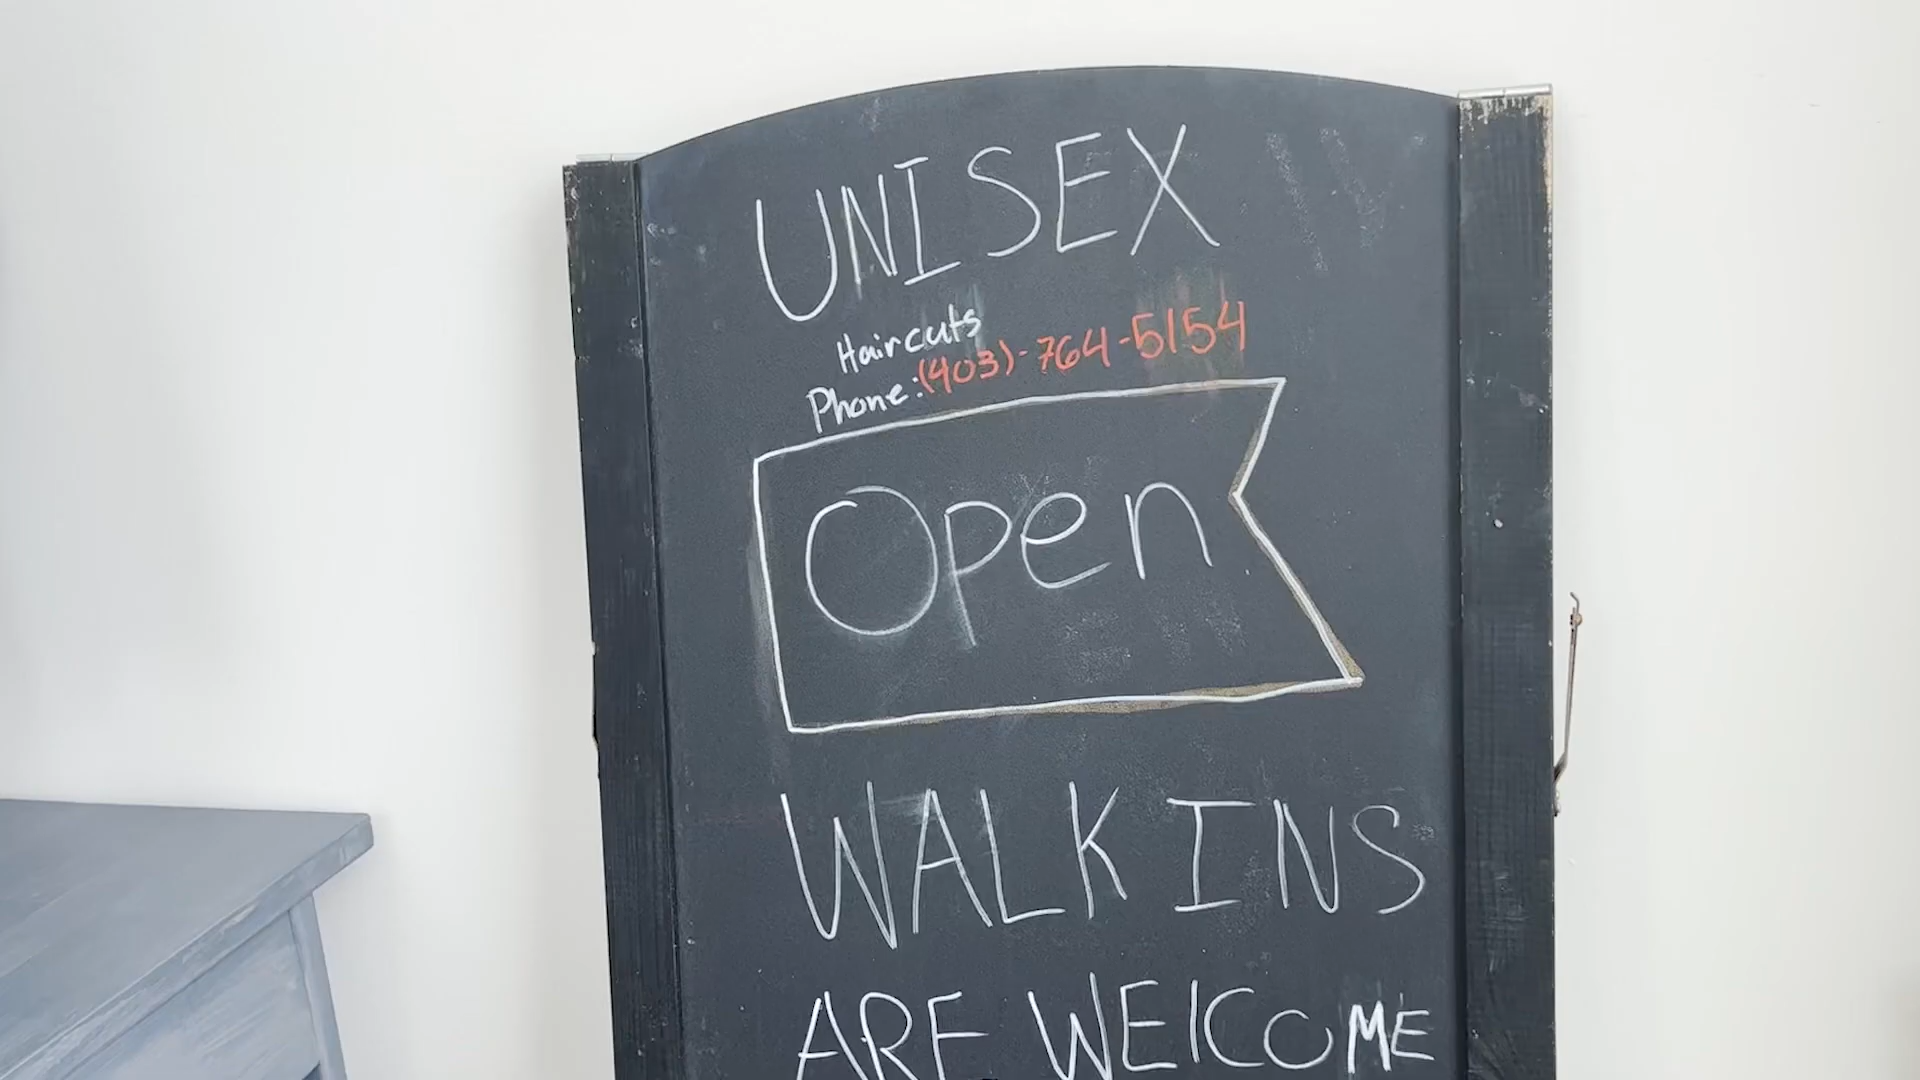 UNISEX
Haircuts
Phone: (403)-764-5154
Open
WALK INS
ARE WELCOME